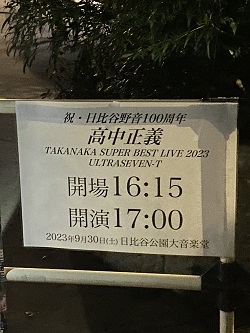 祝・日比谷野音100周年
高中正義
TAKANAKA SUPER BEST LIVE 2023
ULTRASEVEN-T
開場16:15
開演17:00
2023年9月30日(土)日比谷公園大音楽堂